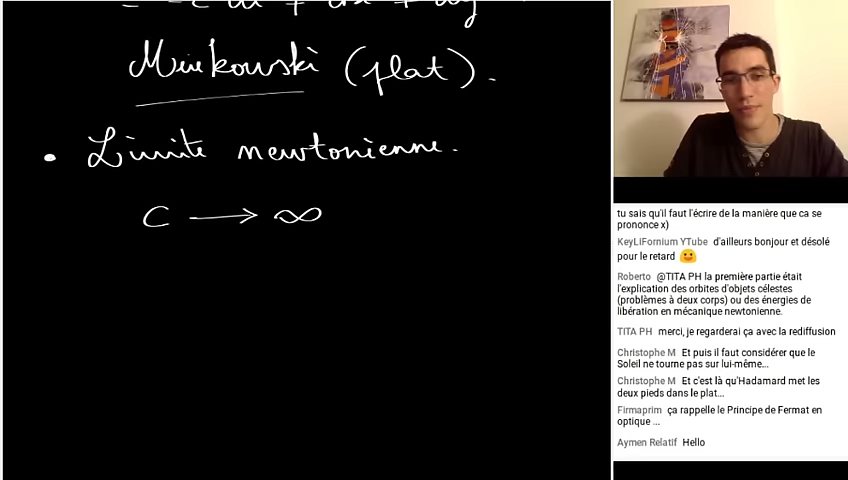 Minkowski (plat).
• Limite newtonienne.
C → ∞
tu sais qu'il faut l'écrire de la manière que ca se
prononce x)
KeyLiFornium YTube d'ailleurs bonjour et désolé
pour le retard
Roberto @TITA PH la première partie était
l'explication des orbites d'objets célestes
(problèmes à deux corps) ou des énergies de
libération en mécanique newtonienne.
TITA PH merci, je regarderai ça avec la rediffusion
Christophe M Et puis il faut considérer que le
Soleil ne tourne pas sur lui-même...
Christophe M Et c'est là qu'Hadamard met les
deux pieds dans le plat...
Firmaprim ça rappelle le Principe de Fermat en
optique ...
Aymen Relatif Hello